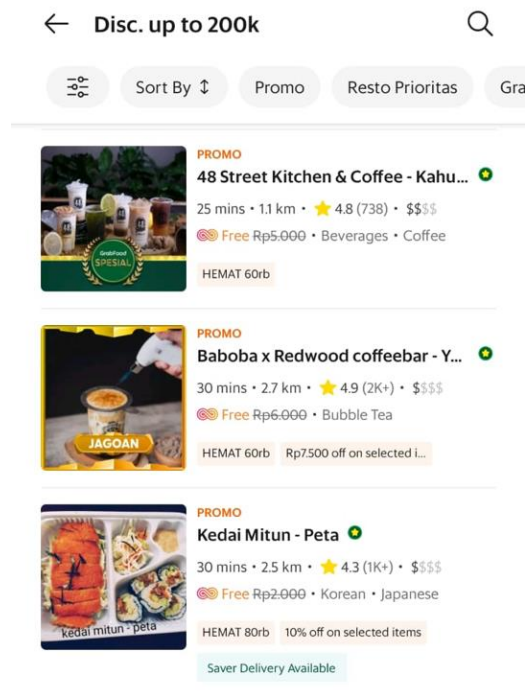 Disc. up to 200k
Sort By
Promo
Resto Prioritas
Gra
PROMO
48 Street Kitchen & Coffee - Kahu...
25 mins • 1.1 km • 4.8 (738) • $$$$
Free Rp5.000 • Beverages • Coffee
HEMAT 60rb
GrabFood
SPESIAL
PROMO
Baboba x Redwood coffeebar - Y...
30 mins • 2.7 km • 4.9 (2K+) • $$$$
Free Rp6.000 • Bubble Tea
HEMAT 60rb
Rp7.500 off on selected i...
JAGOAN
PROMO
Kedai Mitun - Peta
30 mins • 2.5 km • 4.3 (1K+) • $$$$
Free Rp2.000 • Korean • Japanese
HEMAT 80rb
10% off on selected items
Saver Delivery Available
kedai mitun - peta